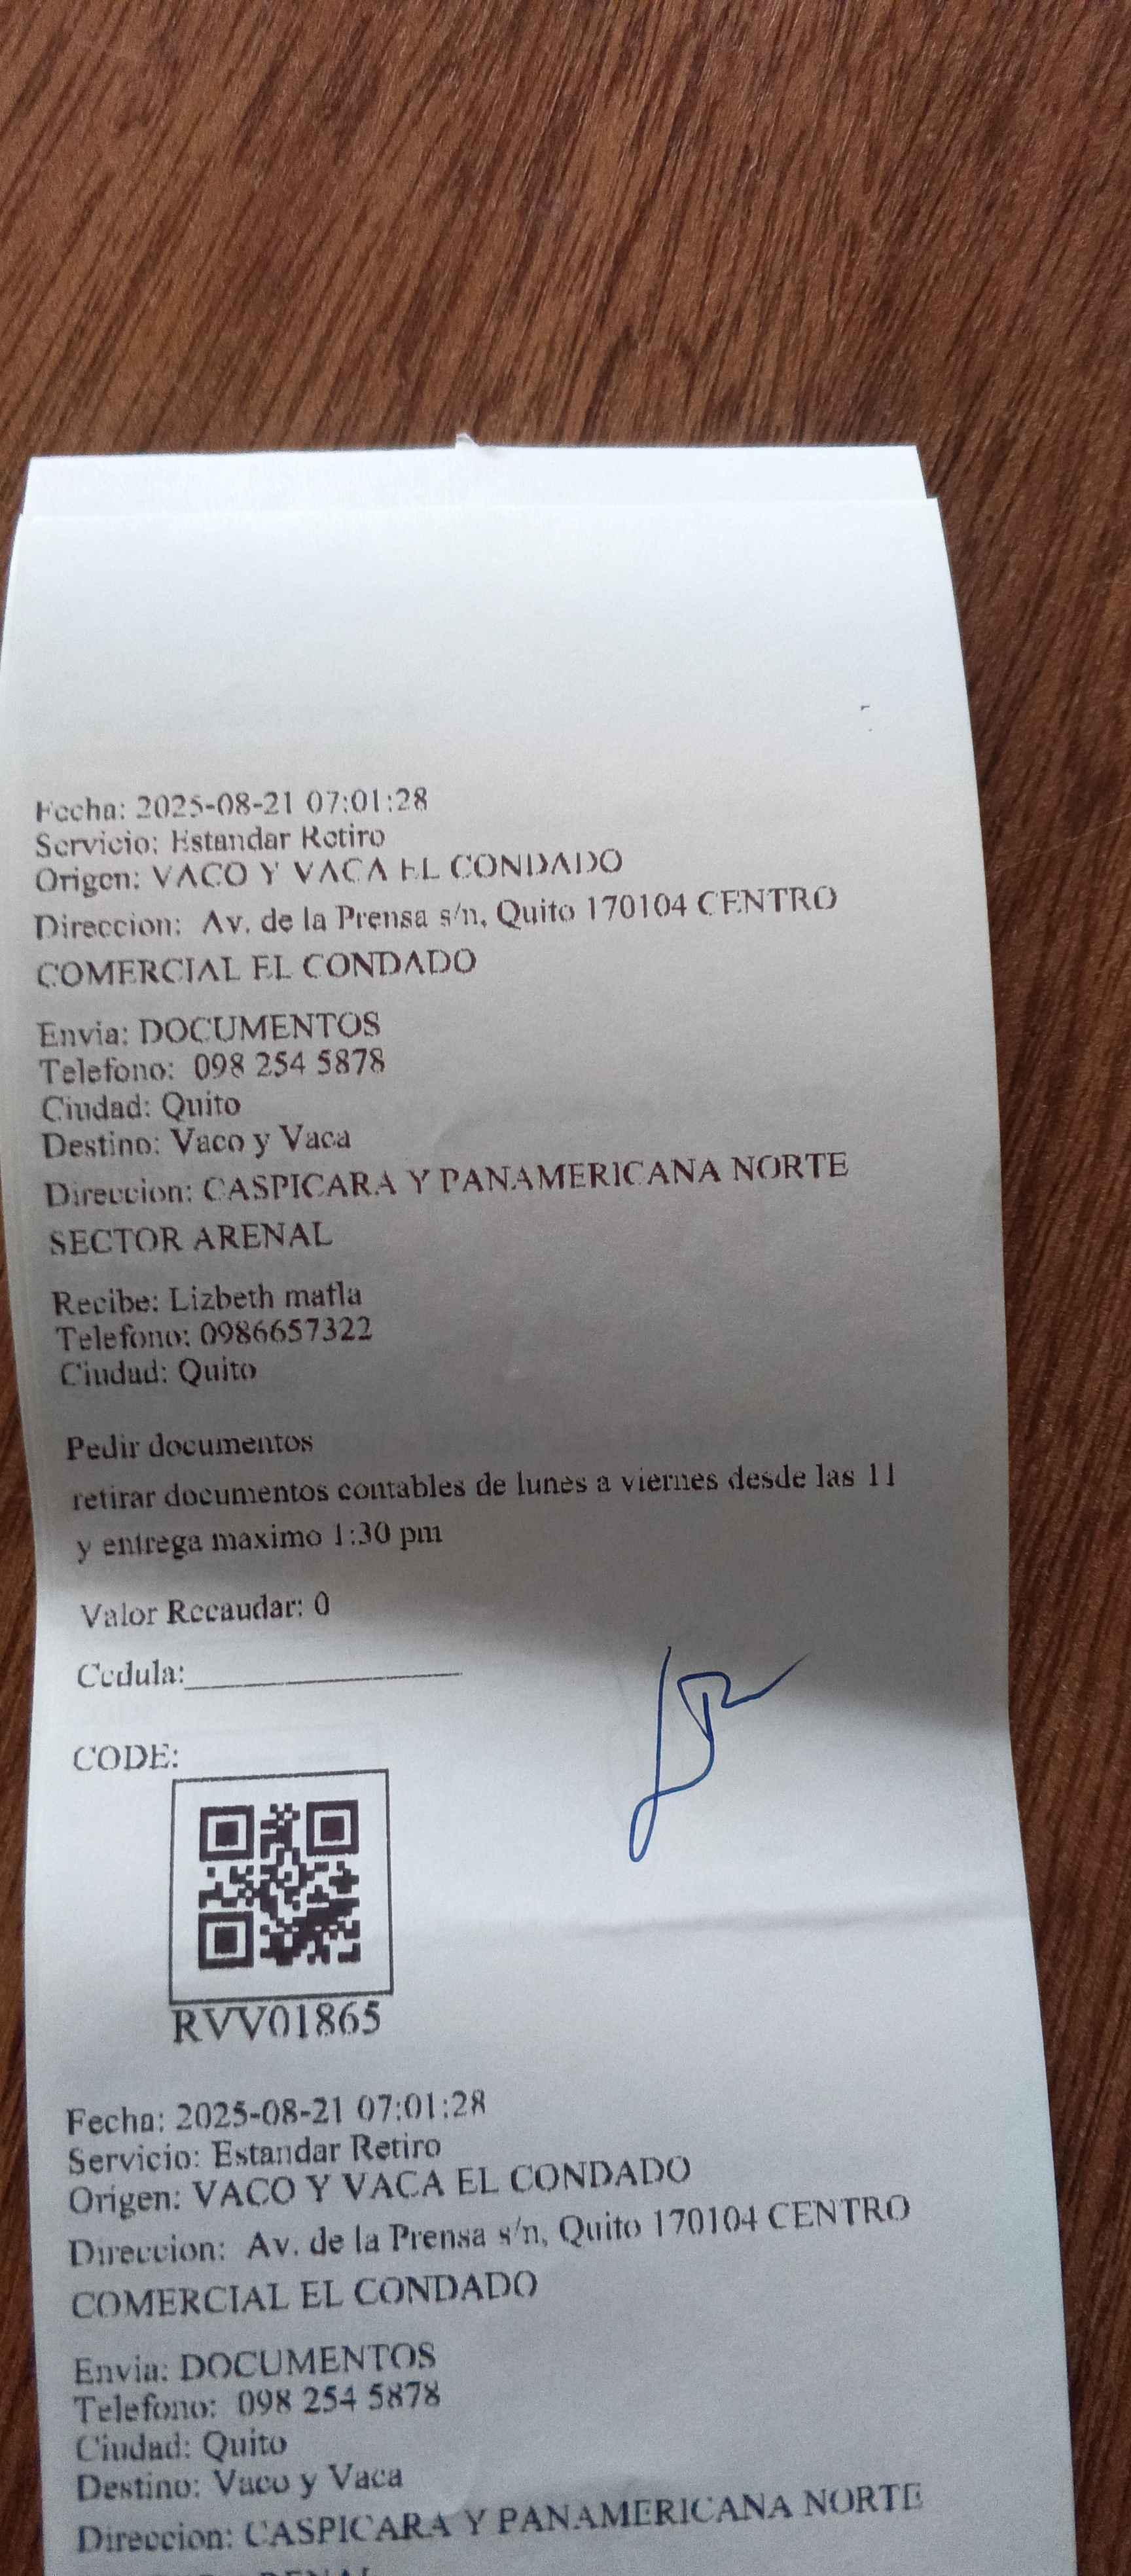 Fecha: 2025-08-21 07:01:28
Servicio: Estandar Retiro
Origen: VACO Y VACA EL CONDADO
Direccion: Av. de la Prensa s/n, Quito 170104 CENTRO
COMERCIAL EL CONDADO
Envia: DOCUMENTOS
Telefono: 098 254 5878
Ciudad: Quito
Destino: Vaco y Vaca
Direccion: CASPICARA Y PANAMERICANA NORTE
SECTOR ARENAL
Recibe: Lizbeth mafla
Telefono: 0986657322
Ciudad: Quito
Pedir documentos
retirar documentos contables de lunes a viernes desde las 11
y entrega maximo 1:30 pm
Valor Recaudar: 0
Cedula:
CODE:
RVV01865
Fecha: 2025-08-21 07:01:28
Servicio: Estandar Retiro
Origen: VACO Y VACA EL CONDADO
Direccion: Av. de la Prensa s/n, Quito 170104 CENTRO
COMERCIAL EL CONDADO
Envia: DOCUMENTOS
Telefono: 098 254 5878
Ciudad: Quito
Destino: Vaco y Vaca
Direccion: CASPICARA Y PANAMERICANA NORTE